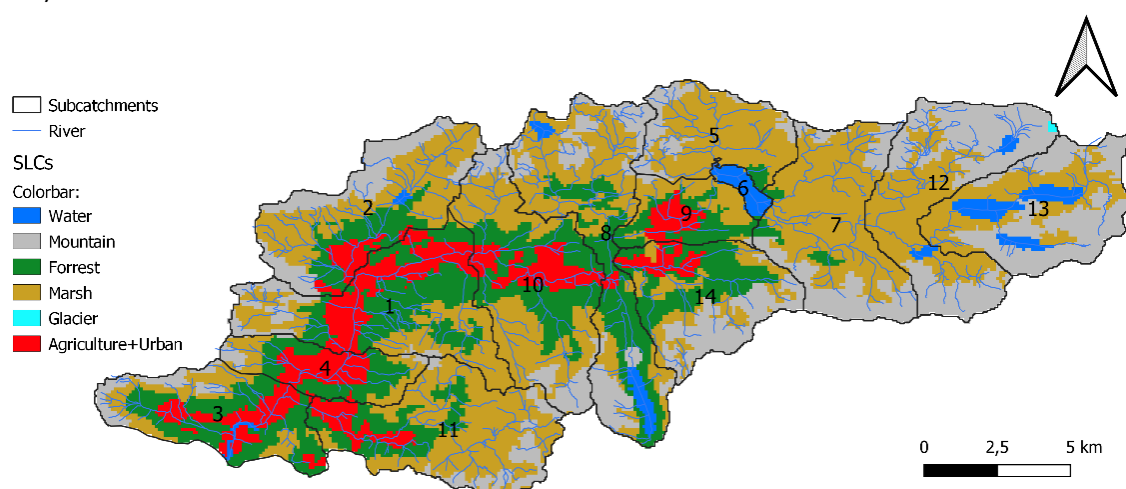 Subcatchments
River
SLCs
Colorbar:
Water
Mountain
Forrest
Marsh
Glacier
Agriculture+Urban
5
6
12
13
2
9
7
8
10
14
1
4
3
11
0 2,5 5 km